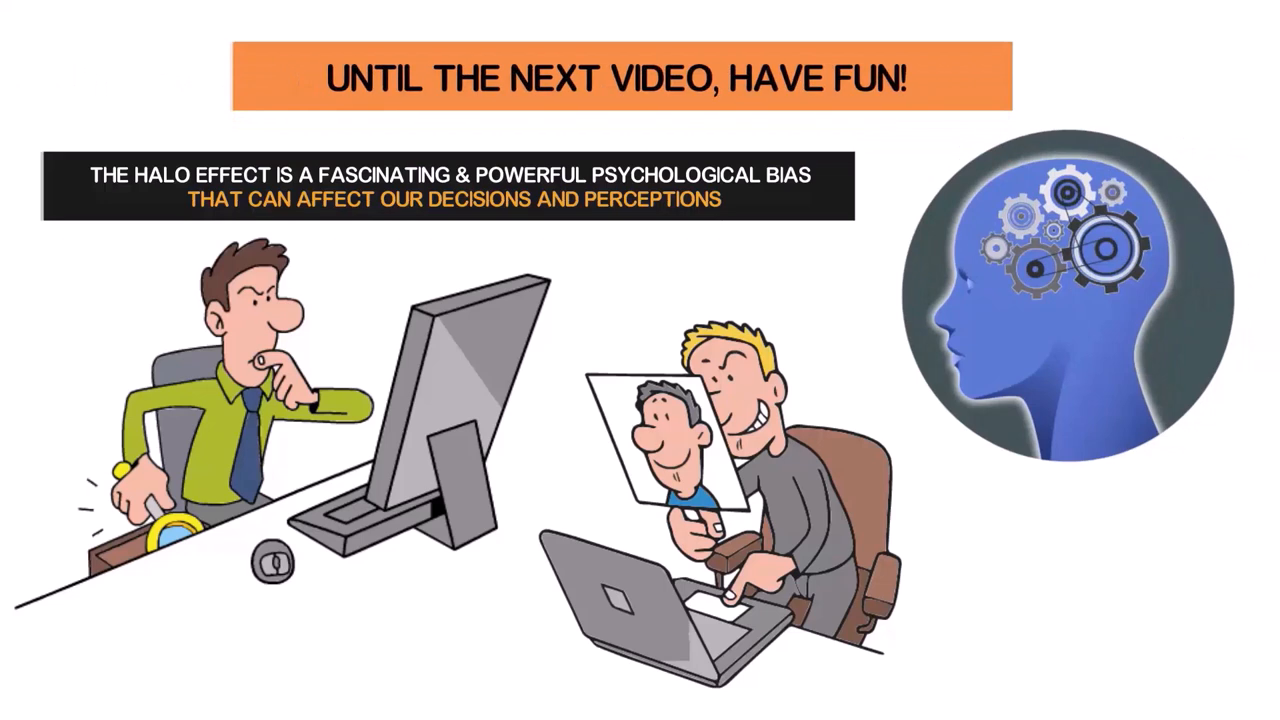 UNTIL THE NEXT VIDEO, HAVE FUN!
THE HALO EFFECT IS A FASCINATING & POWERFUL PSYCHOLOGICAL BIAS
THAT CAN AFFECT OUR DECISIONS AND PERCEPTIONS